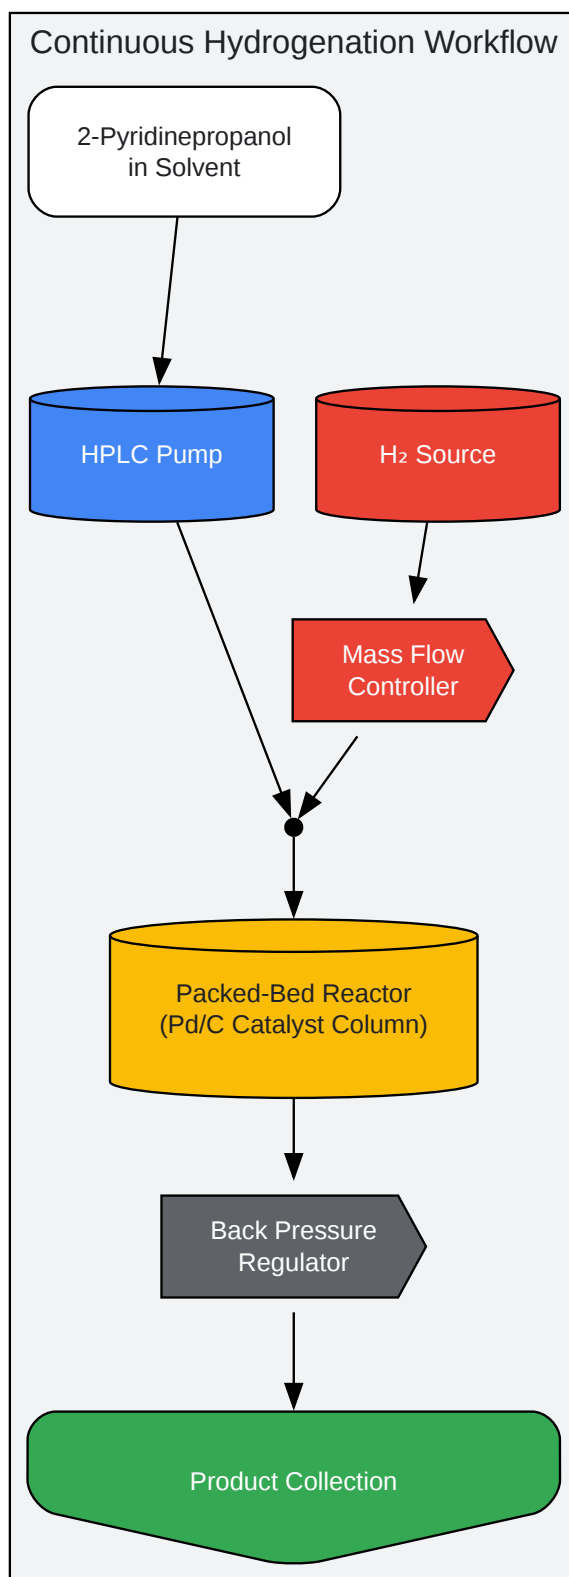 Continuous Hydrogenation Workflow
2-Pyridinepropanol
in Solvent
HPLC Pump
H₂ Source
Mass Flow
Controller
Packed-Bed Reactor
(Pd/C Catalyst Column)
Back Pressure
Regulator
Product Collection